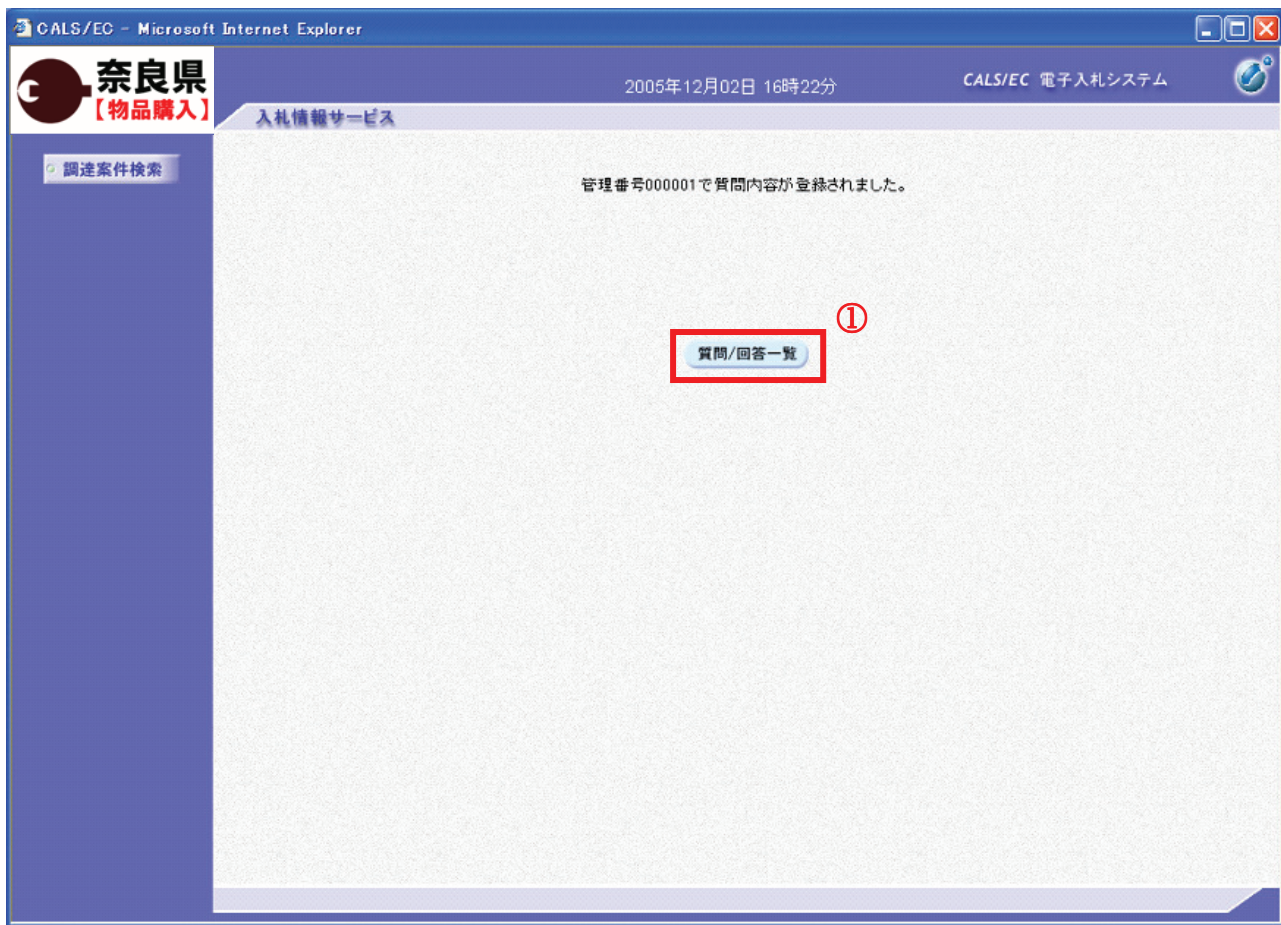 CALS/EC - Microsoft Internet Explorer
奈良県
【物品購入】
2005年12月02日 16時22分
CALS/EC 電子入札システム
入札情報サービス
調達案件検索
管理番号000001で質問内容が登録されました。
①
質問/回答一覧